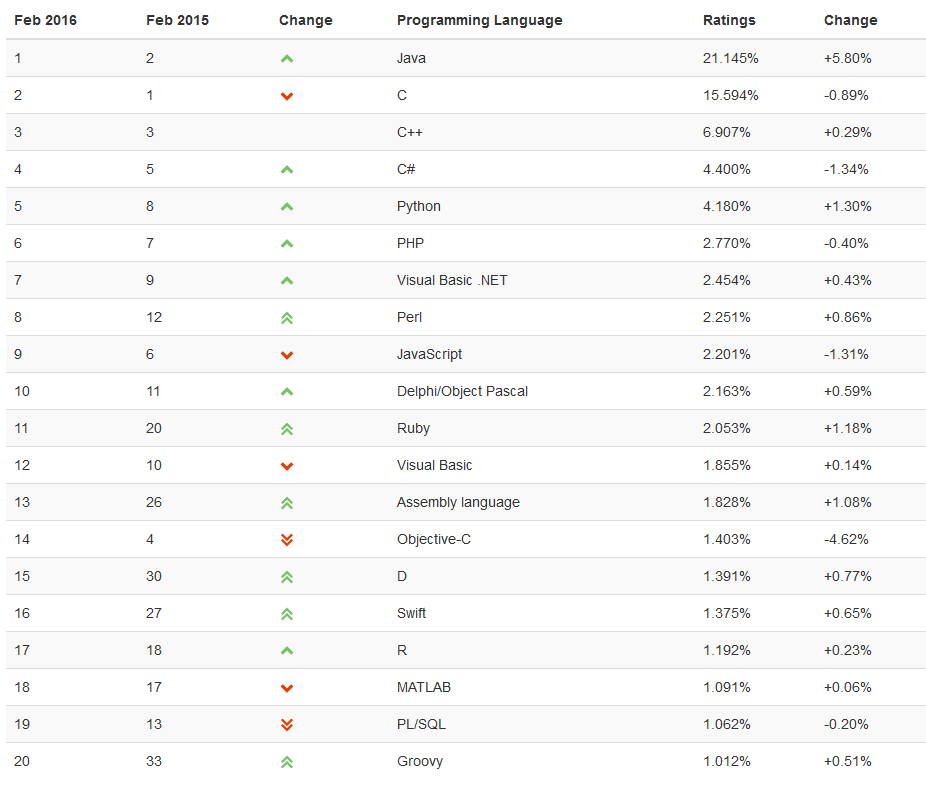 Feb 2016 Feb 2015 Change Programming Language Ratings Change
1 2 Java 21.145% +5.80%
2 1 C 15.594% -0.89%
3 3 C++ 6.907% +0.29%
4 5 C# 4.400% -1.34%
5 8 Python 4.180% +1.30%
6 7 PHP 2.770% -0.40%
7 9 Visual Basic .NET 2.454% +0.43%
8 12 Perl 2.251% +0.86%
9 6 JavaScript 2.201% -1.31%
10 11 Delphi/Object Pascal 2.163% +0.59%
11 20 Ruby 2.053% +1.18%
12 10 Visual Basic 1.855% +0.14%
13 26 Assembly language 1.828% +1.08%
14 4 Objective-C 1.403% -4.62%
15 30 D 1.391% +0.77%
16 27 Swift 1.375% +0.65%
17 18 R 1.192% +0.23%
18 17 MATLAB 1.091% +0.06%
19 13 PL/SQL 1.062% -0.20%
20 33 Groovy 1.012% +0.51%